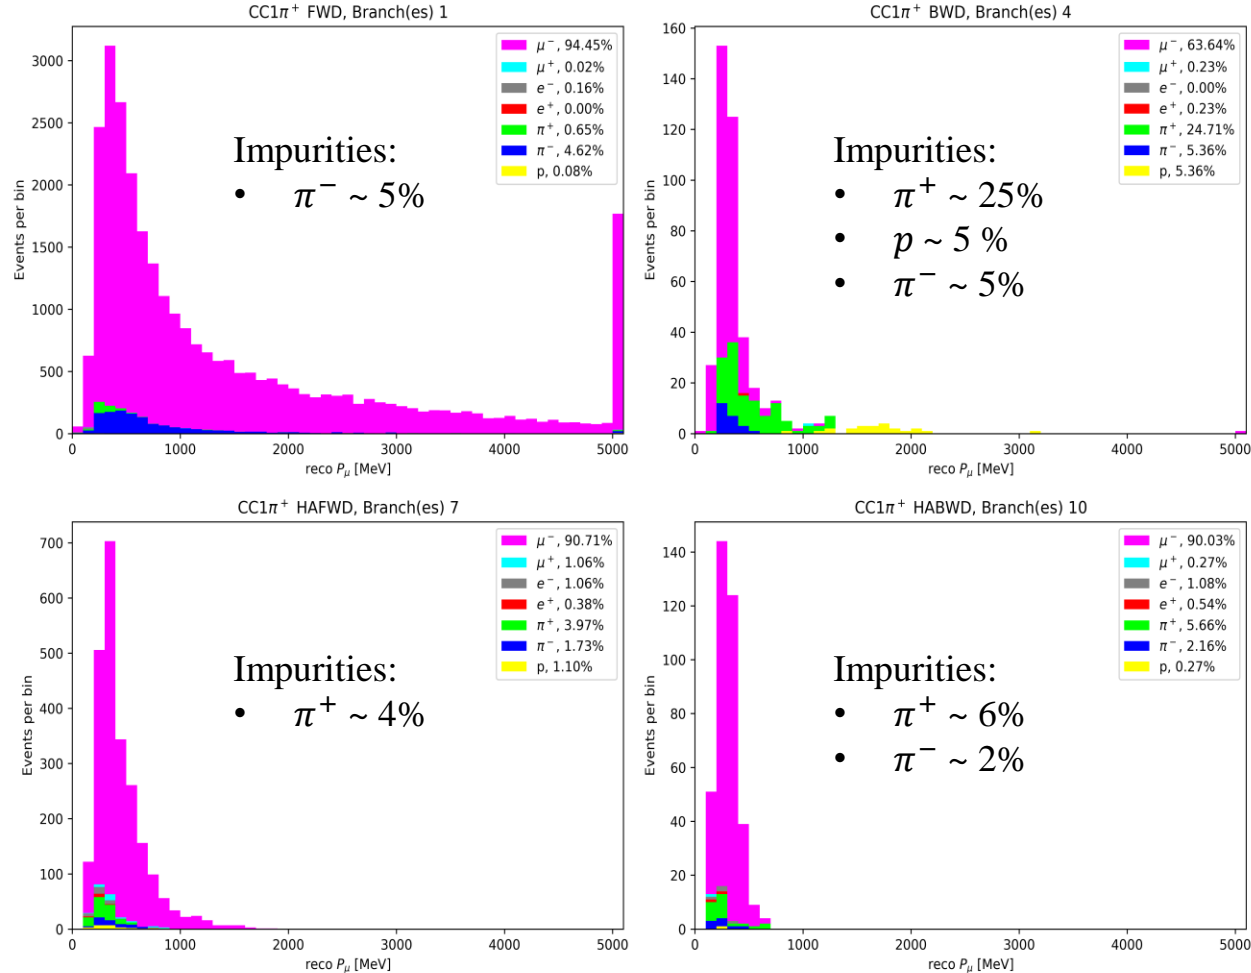 CC1π⁺ FWD, Branch(es) 1
Events per bin
3000
2500
2000
1500
1000
500
0
μ⁻, 94.45%
μ⁺, 0.02%
e⁻, 0.16%
e⁺, 0.00%
π⁺, 0.65%
π⁻, 4.62%
p, 0.08%
Impurities:
• π⁻ ~ 5%
0 1000 2000 3000 4000 5000
reco Pμ [MeV]
CC1π⁺ BWD, Branch(es) 4
Events per bin
160
140
120
100
80
60
40
20
0
μ⁻, 63.64%
μ⁺, 0.23%
e⁻, 0.00%
e⁺, 0.23%
π⁺, 24.71%
π⁻, 5.36%
p, 5.36%
Impurities:
• π⁺ ~ 25%
• p ~ 5 %
• π⁻ ~ 5%
0 1000 2000 3000 4000 5000
reco Pμ [MeV]
CC1π⁺ HAFWD, Branch(es) 7
Events per bin
700
600
500
400
300
200
100
0
μ⁻, 90.71%
μ⁺, 1.06%
e⁻, 1.06%
e⁺, 0.38%
π⁺, 3.97%
π⁻, 1.73%
p, 1.10%
Impurities:
• π⁺ ~ 4%
0 1000 2000 3000 4000 5000
reco Pμ [MeV]
CC1π⁺ HABWD, Branch(es) 10
Events per bin
140
120
100
80
60
40
20
0
μ⁻, 90.03%
μ⁺, 0.27%
e⁻, 1.08%
e⁺, 0.54%
π⁺, 5.66%
π⁻, 2.16%
p, 0.27%
Impurities:
• π⁺ ~ 6%
• π⁻ ~ 2%
0 1000 2000 3000 4000 5000
reco Pμ [MeV]